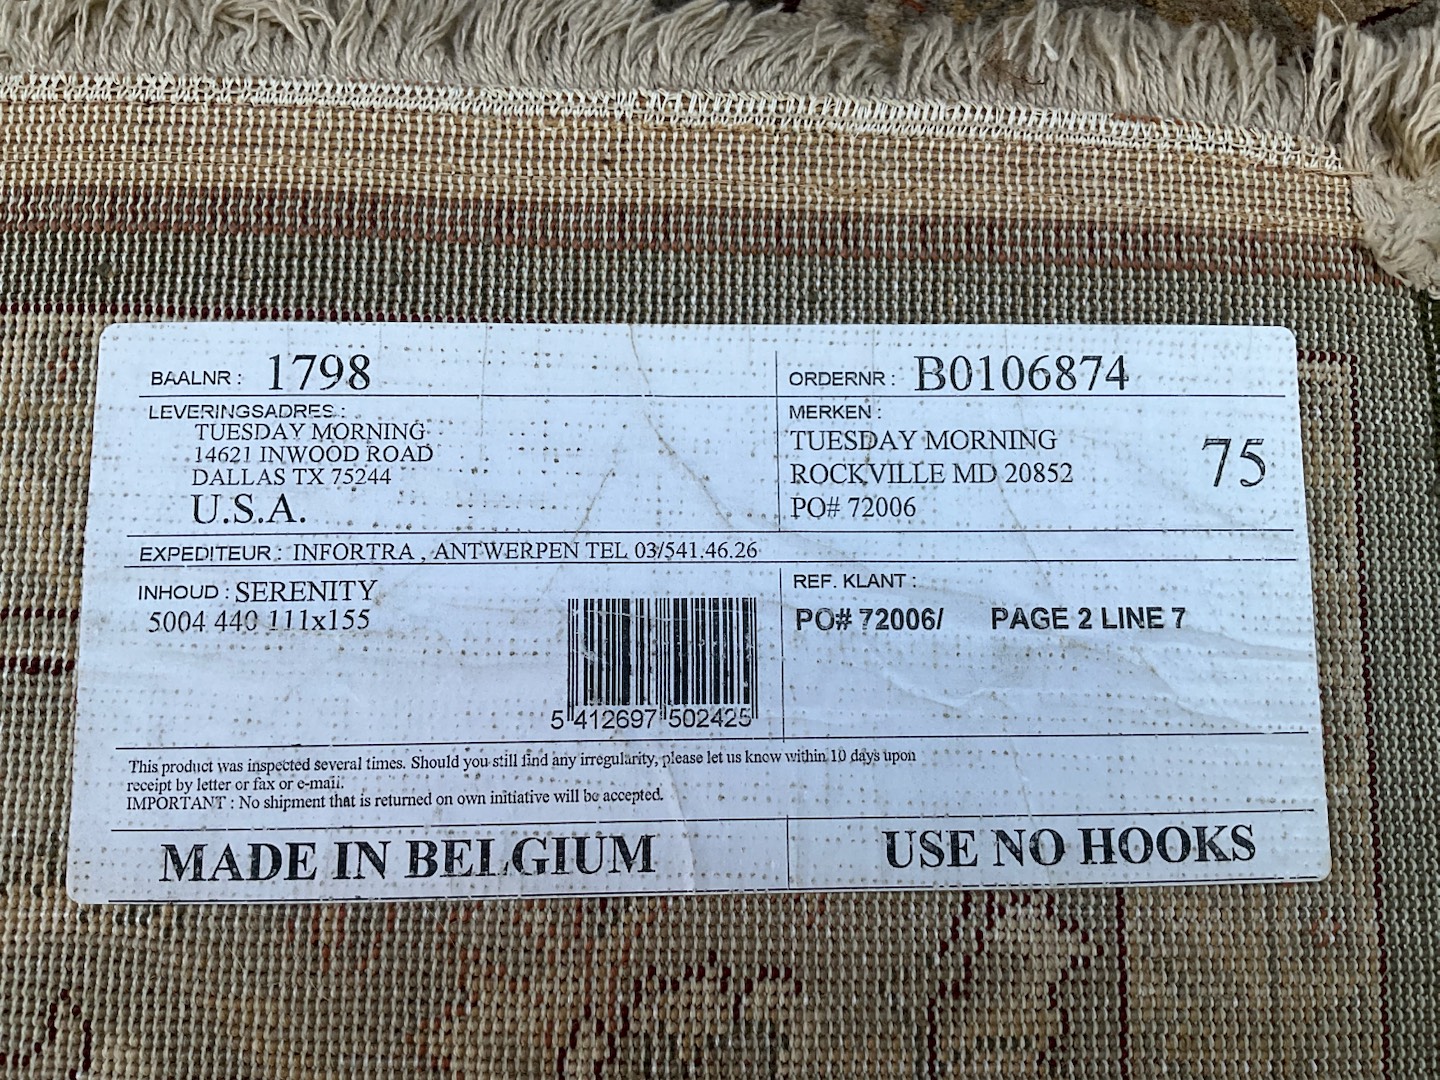 BAALNR : 1798
ORDERNR : B0106874
LEVERINGSADRES :
TUESDAY MORNING
14621 INWOOD ROAD
DALLAS TX 75244
U.S.A.
MERKEN :
TUESDAY MORNING
ROCKVILLE MD 20852
PO# 72006
75
EXPEDITEUR : INFORTRA , ANTWERPEN TEL 03/541.46.26
INHOUD : SERENITY
5004 440 111x155
5 412697 502425
REF. KLANT :
PO# 72006/ PAGE 2 LINE 7
This product was inspected several times. Should you still find any irregularity, please let us know within 10 days upon
receipt by letter or fax or e-mail.
IMPORTANT : No shipment that is returned on own initiative will be accepted.
MADE IN BELGIUM
USE NO HOOKS